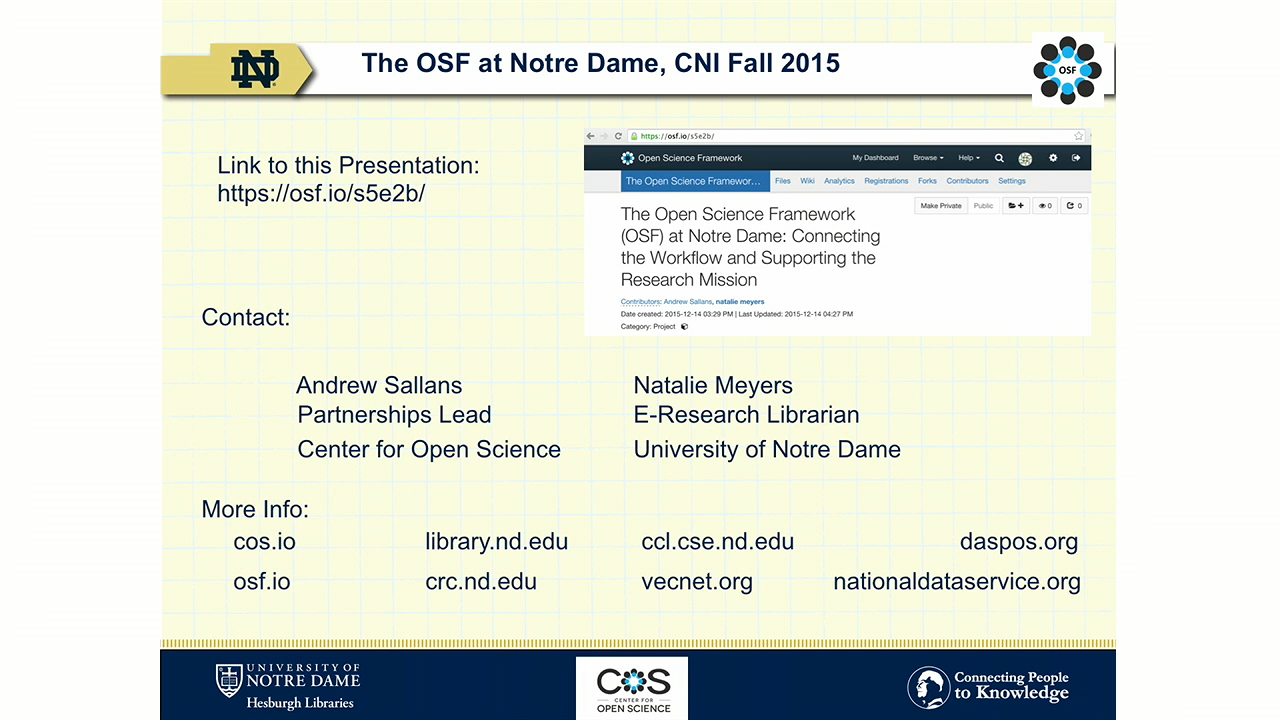 The OSF at Notre Dame, CNI Fall 2015
OSF
Link to this Presentation:
https://osf.io/s5e2b/
https://osf.io/s5e2b/
Open Science Framework
My Dashboard Browse Help
The Open Science Framewor... Files Wiki Analytics Registrations Forks Contributors Settings
Make Private Public 0 0
The Open Science Framework
(OSF) at Notre Dame: Connecting
the Workflow and Supporting the
Research Mission
Contributors: Andrew Sallans, natalie meyers
Date created: 2015-12-14 03:29 PM | Last Updated: 2015-12-14 04:27 PM
Category: Project
Contact:
Andrew Sallans
Partnerships Lead
Center for Open Science
Natalie Meyers
E-Research Librarian
University of Notre Dame
More Info:
cos.io library.nd.edu ccl.cse.nd.edu daspos.org
osf.io crc.nd.edu vecnet.org nationaldataservice.org
UNIVERSITY OF
NOTRE DAME
Hesburgh Libraries
COS
CENTER FOR
OPEN SCIENCE
Connecting People
to Knowledge